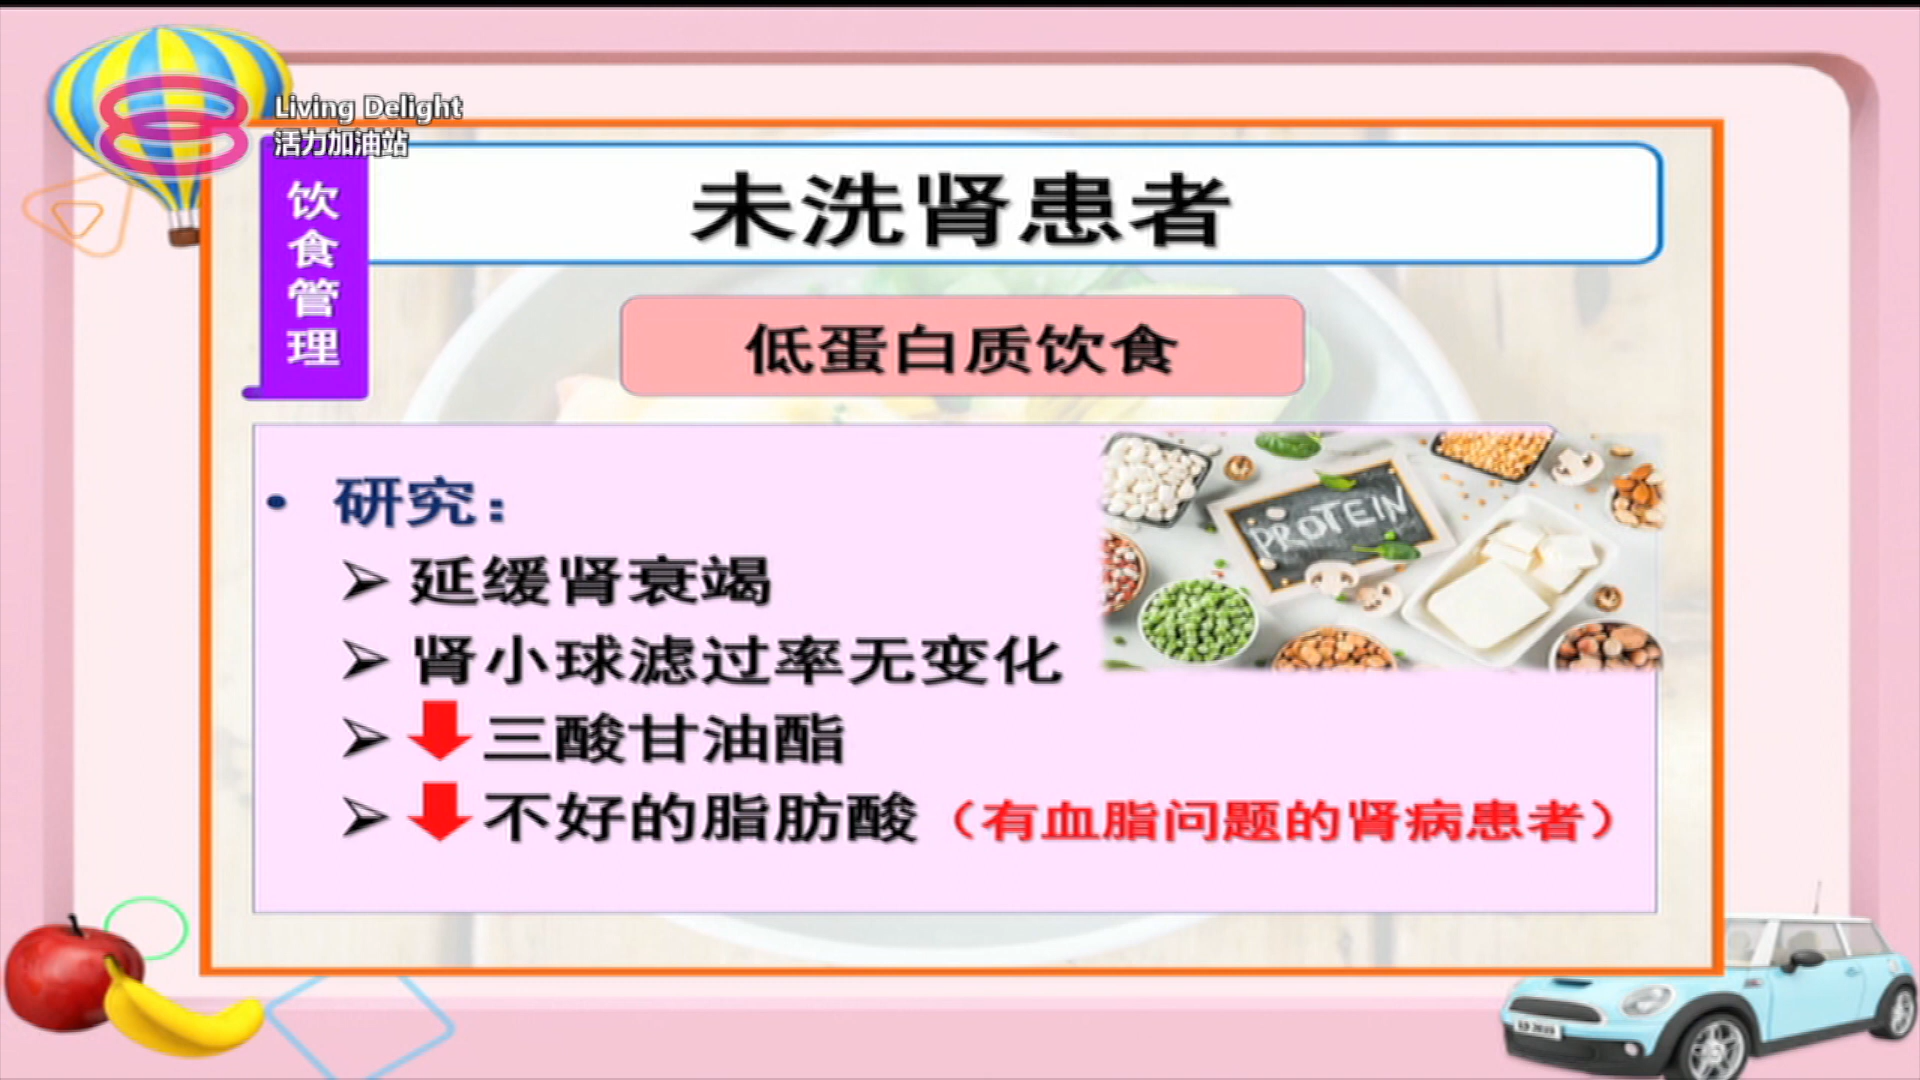 Living Delight
活力加油站
饮食管理
未洗肾患者
低蛋白质饮食
• 研究：
➢ 延缓肾衰竭
➢ 肾小球滤过率无变化
➢ 三酸甘油酯
➢ 不好的脂肪酸（有血脂问题的肾病患者）
PROTEIN